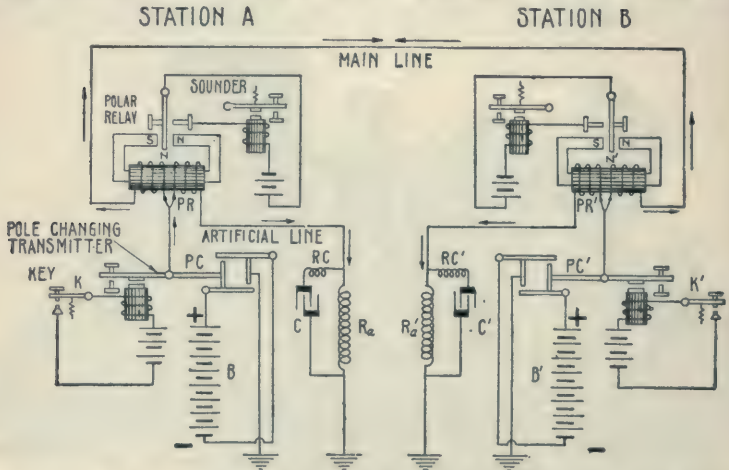 STATION A
STATION B
MAIN LINE
SOUNDER
C
POLAR
RELAY
S N
N
S N
N'
PR
PR'
POLE CHANGING
TRANSMITTER
ARTIFICIAL LINE
RC
RC'
KEY
K
PC
PC'
K'
C
Ra
Ra'
C'
+
B
-
+
B'
-